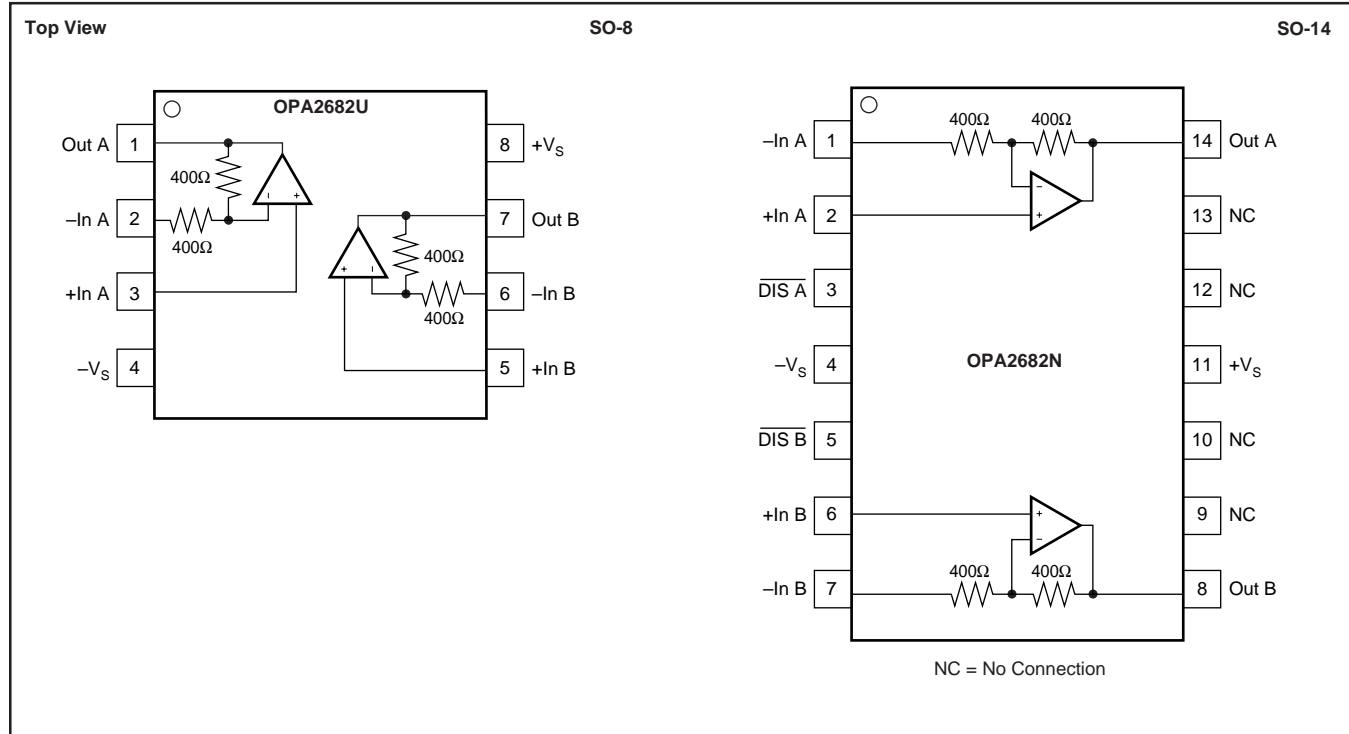 Top View
SO-8
SO-14
OPA2682U
Out A 1
8 +VS
400Ω
–In A 2
7 Out B
400Ω
400Ω
+In A 3
6 –In B
400Ω
–VS 4
5 +In B
– +
+ –
400Ω 400Ω
–In A 1
14 Out A
–
+In A 2
+
13 NC
DIS A 3
12 NC
–VS 4
OPA2682N
11 +VS
DIS B 5
10 NC
+In B 6
+
9 NC
–
400Ω 400Ω
–In B 7
8 Out B
NC = No Connection